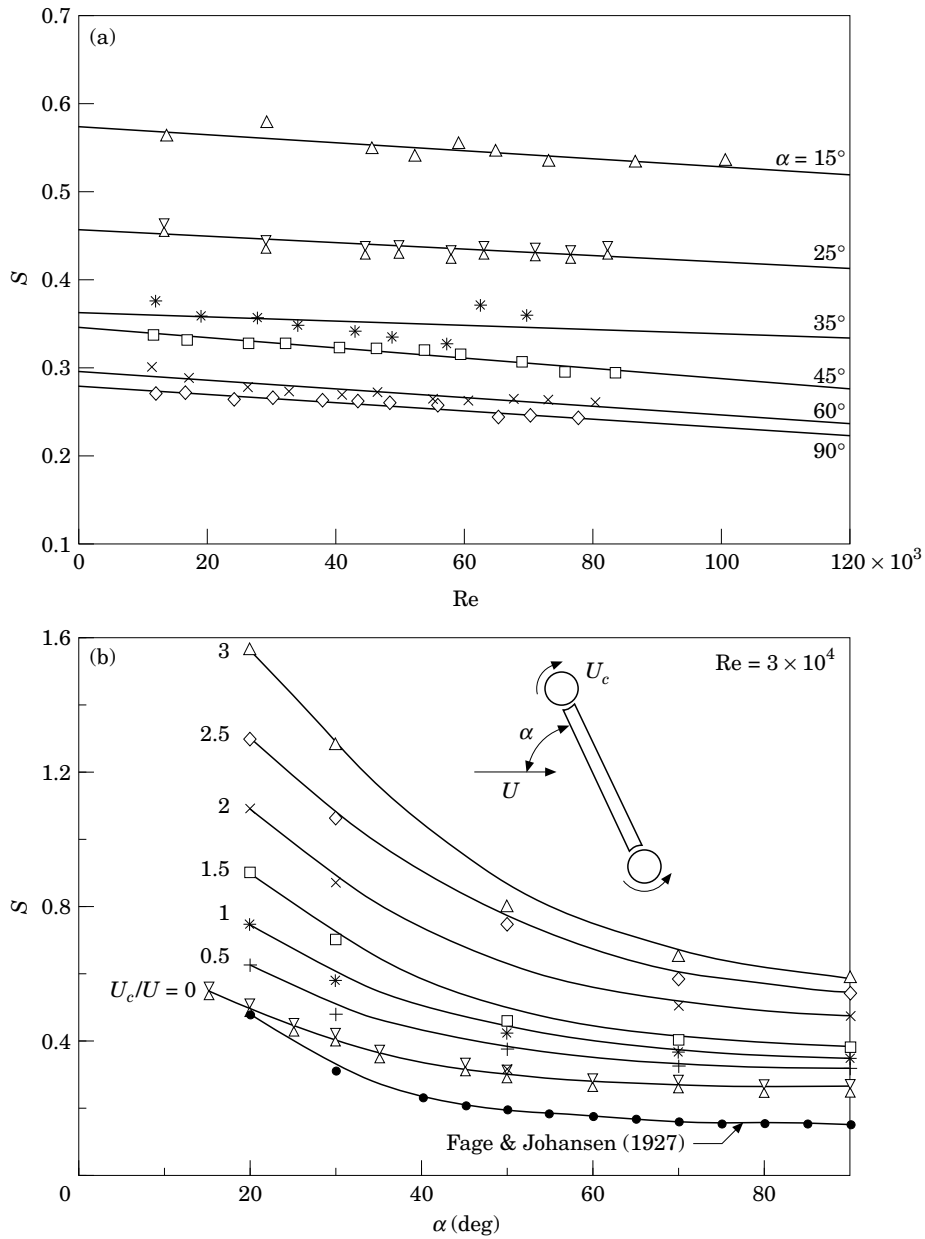 (a)
0.7
0.6
0.5
0.4
0.3
0.2
0.1
S
α = 15°
25°
35°
45°
60°
90°
0 20 40 60 80 100 120 × 10³
Re
(b)
Re = 3 × 10⁴
1.6
1.2
0.8
0.4
0
S
3
2.5
2
1.5
1
0.5
U_c/U = 0
U_c
α
U
Fage & Johansen (1927)
20 40 60 80
α (deg)